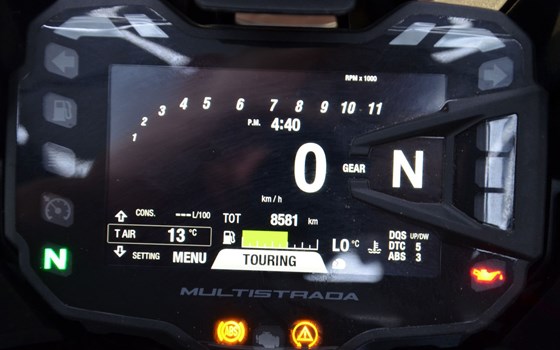 RPM x 1000
1 2 3 4 5 6 7 8 9 10 11
P.M. 4:40
0
km / h
GEAR N
CONS. ---L/100
TOT 8581 km
T AIR 13 °C
LO °C
DQS UP/DW
DTC 5
ABS 3
SETTING MENU
TOURING
N
MULTISTRADA
ABS